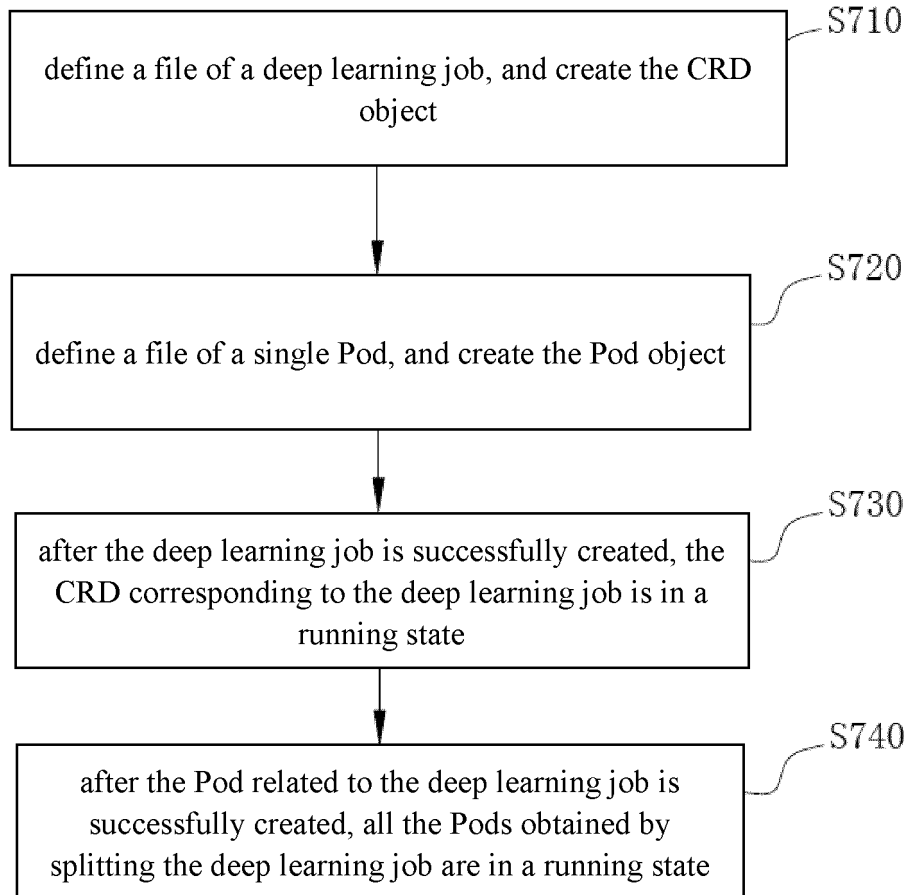 S710
define a file of a deep learning job, and create the CRD
object
S720
define a file of a single Pod, and create the Pod object
S730
after the deep learning job is successfully created, the
CRD corresponding to the deep learning job is in a
running state
S740
after the Pod related to the deep learning job is
successfully created, all the Pods obtained by
splitting the deep learning job are in a running state